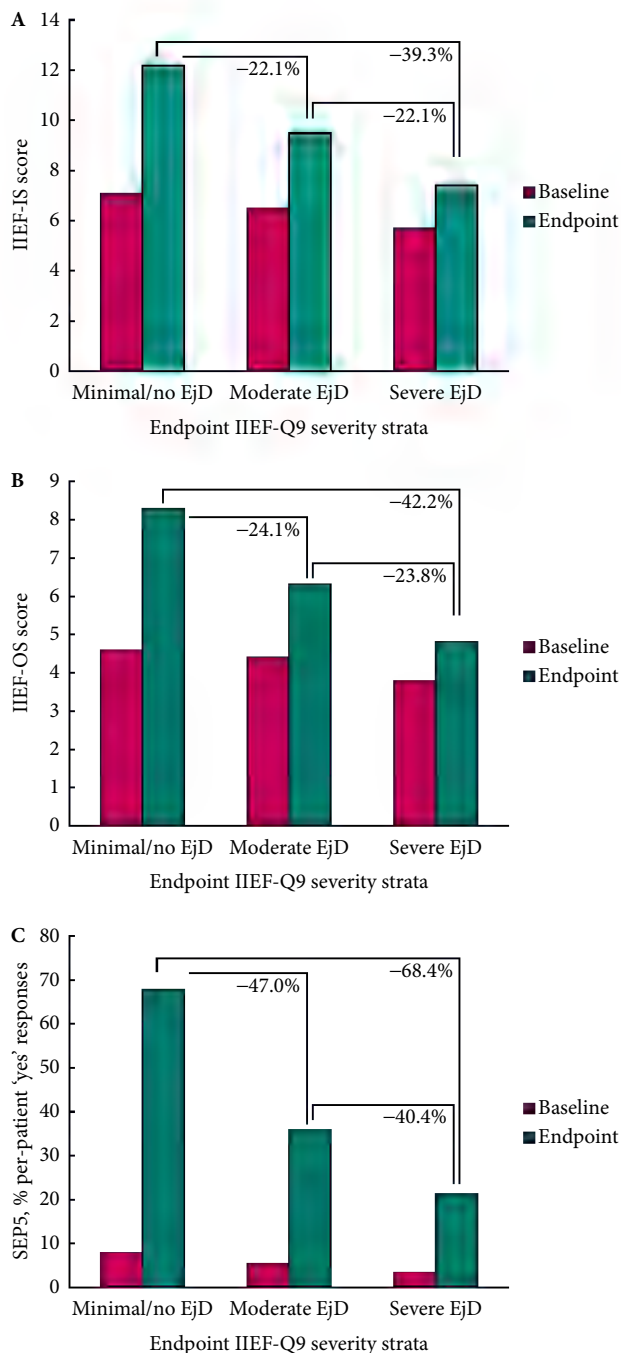 A
14
12
10
8
6
4
2
0
IIEF-IS score
−39.3%
−22.1%
−22.1%
Baseline
Endpoint
Minimal/no EjD Moderate EjD Severe EjD
Endpoint IIEF-Q9 severity strata
B
9
8
7
6
5
4
3
2
1
0
IIEF-OS score
−42.2%
−24.1%
−23.8%
Baseline
Endpoint
Minimal/no EjD Moderate EjD Severe EjD
Endpoint IIEF-Q9 severity strata
C
80
70
60
50
40
30
20
10
0
SEP5, % per-patient ‘yes’ responses
−68.4%
−47.0%
−40.4%
Baseline
Endpoint
Minimal/no EjD Moderate EjD Severe EjD
Endpoint IIEF-Q9 severity strata